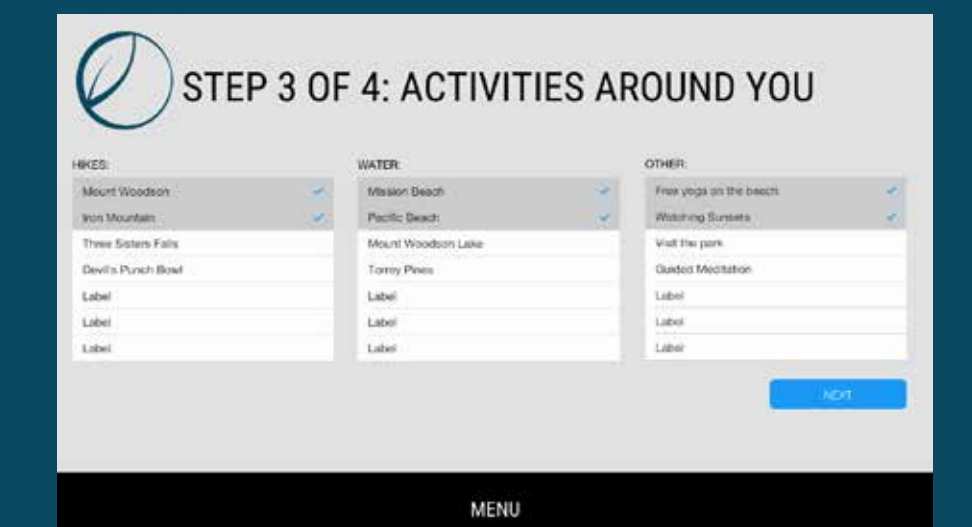 STEP 3 OF 4: ACTIVITIES AROUND YOU
HIKES:
Mount Woodson
Iron Mountain
Three Sisters Falls
Devil's Punch Bowl
Label
Label
Label
WATER:
Mission Beach
Pacific Beach
Mount Woodson Lake
Torrey Pines
Label
Label
Label
OTHER:
Free yoga on the beach
Watching Sunsets
Visit the park
Guided Meditation
Label
Label
Label
NEXT
MENU